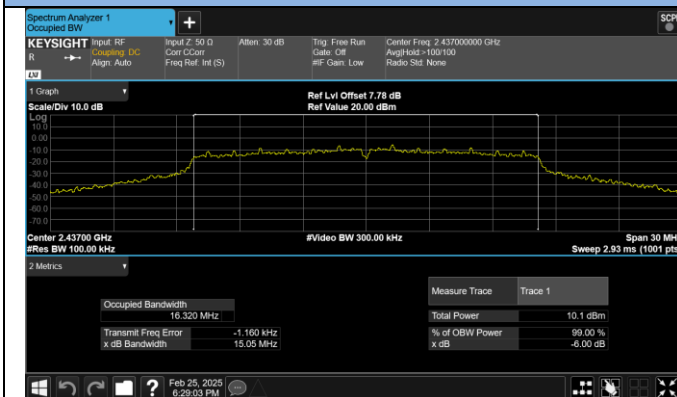 Spectrum Analyzer 1
Occupied BW
+
SCPI
KEYSIGHT
R
LXI
Input: RF
Coupling: DC
Align: Auto
Input Z: 50 Ω
Corr CCorr
Freq Ref: Int (S)
Atten: 30 dB
Trig: Free Run
Gate: Off
#IF Gain: Low
Center Freq: 2.437000000 GHz
Avg|Hold:>100/100
Radio Std: None
1 Graph
Scale/Div 10.0 dB
Ref Lvl Offset 7.78 dB
Ref Value 20.00 dBm
Log
10.0
0.00
-10.0
-20.0
-30.0
-40.0
-50.0
-60.0
-70.0
Center 2.43700 GHz
#Video BW 300.00 kHz
Span 30 MH
#Res BW 100.00 kHz
Sweep 2.93 ms (1001 pts
2 Metrics
Measure Trace Trace 1
Occupied Bandwidth
16.320 MHz
Total Power 10.1 dBm
Transmit Freq Error -1.160 kHz
% of OBW Power 99.00 %
x dB Bandwidth 15.05 MHz
x dB -6.00 dB
?
Feb 25, 2025
6:29:03 PM